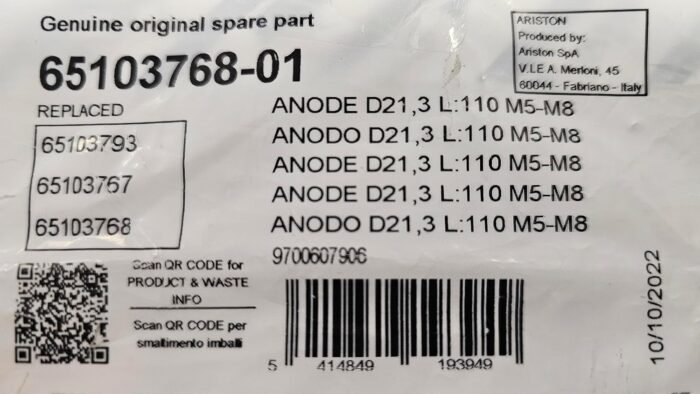 Genuine original spare part
65103768-01
ARISTON
Produced by:
Ariston SpA
V.LE A. Merloni, 45
60044 - Fabriano - Italy
REPLACED
65103793
65103767
65103768
ANODE D21,3 L:110 M5-M8
ANODO D21,3 L:110 M5-M8
ANODE D21,3 L:110 M5-M8
ANODE D21,3 L:110 M5-M8
ANODO D21,3 L:110 M5-M8
9700607906
Scan QR CODE for
PRODUCT & WASTE
INFO
Scan QR CODE per
smaltimento imballi
5 414849 193949
10/10/2022